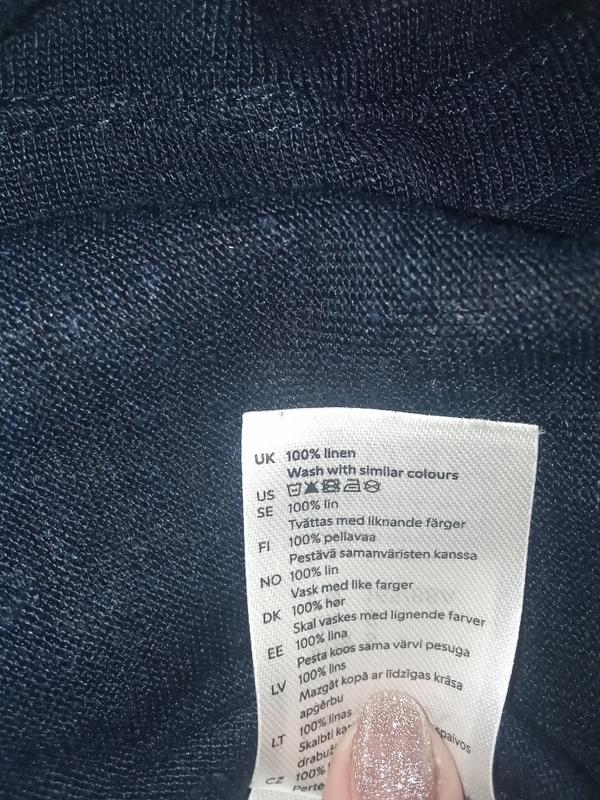 UK 100% linen
Wash with similar colours
US
SE 100% lin
Tvättas med liknande färger
FI 100% pellavaa
Pestävä samanväristen kanssa
NO 100% lin
Vask med like farger
DK 100% hør
Skal vaskes med lignende farver
EE 100% lina
Pesta koos sama värvi pesuga
LV 100% lins
Mazgāt kopā ar līdzīgas krāsa
apģērbu
LT 100% linas
Skalbti
CZ 100%